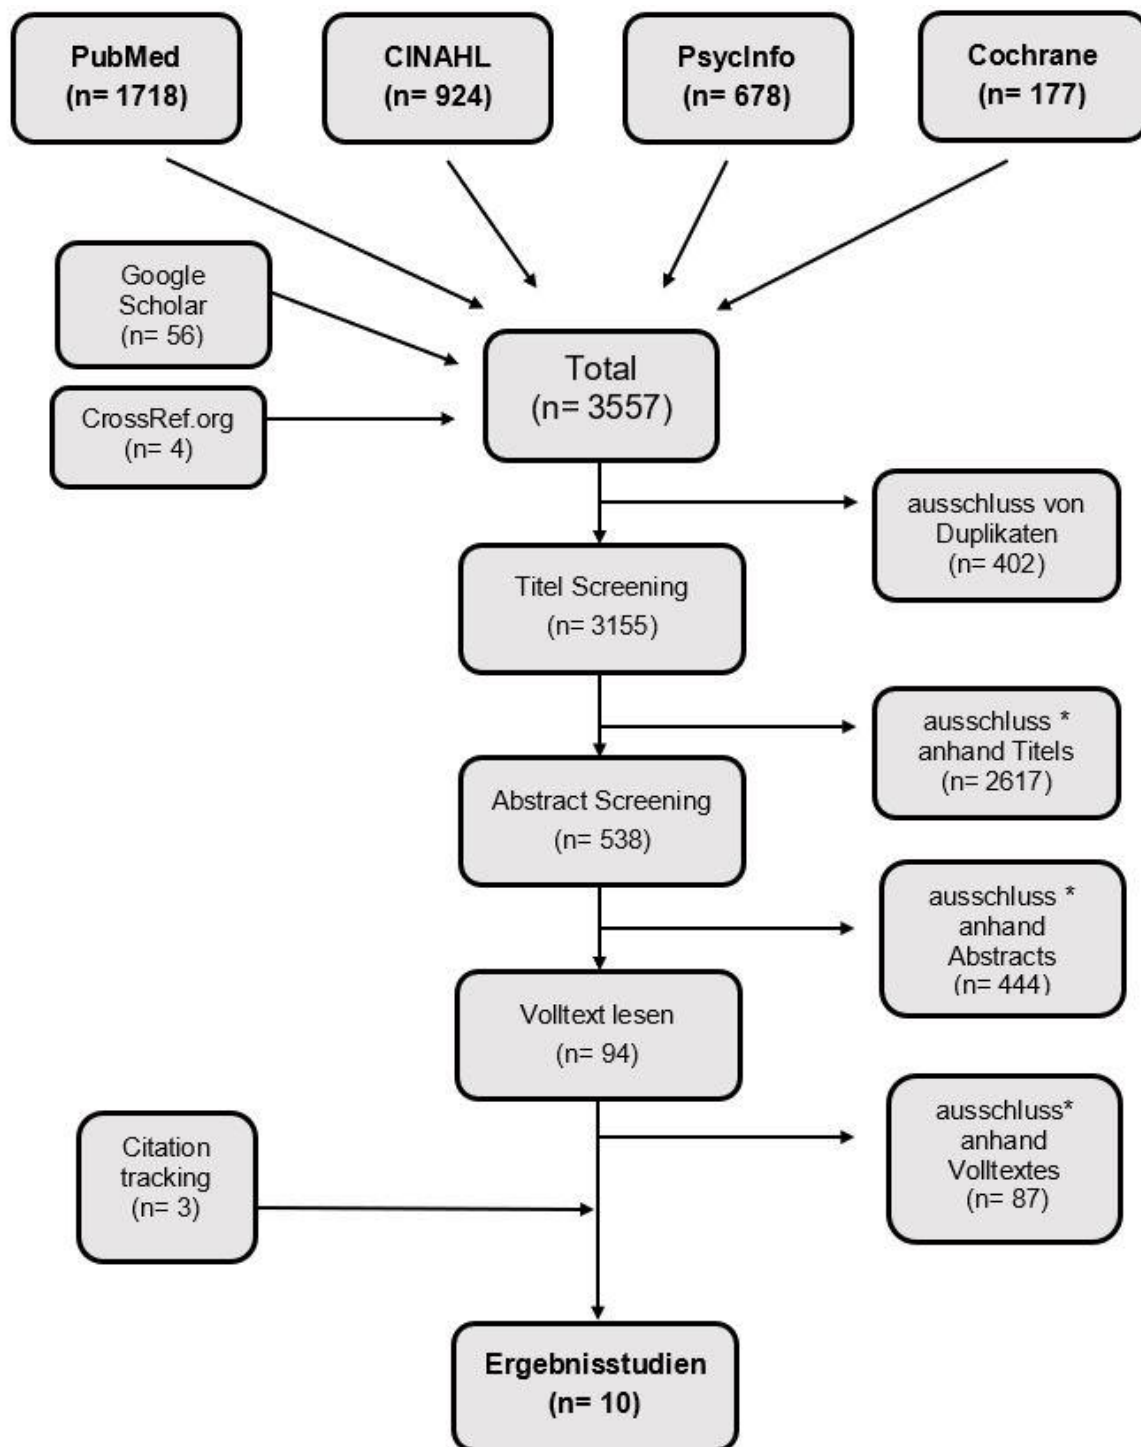 PubMed
(n= 1718)
CINAHL
(n= 924)
PsycInfo
(n= 678)
Cochrane
(n= 177)
Google
Scholar
(n= 56)
CrossRef.org
(n= 4)
Total
(n= 3557)
ausschluss von
Duplikaten
(n= 402)
Titel Screening
(n= 3155)
ausschluss *
anhand Titels
(n= 2617)
Abstract Screening
(n= 538)
ausschluss *
anhand
Abstracts
(n= 444)
Volltext lesen
(n= 94)
ausschluss*
anhand
Volltextes
(n= 87)
Citation
tracking
(n= 3)
Ergebnisstudien
(n= 10)